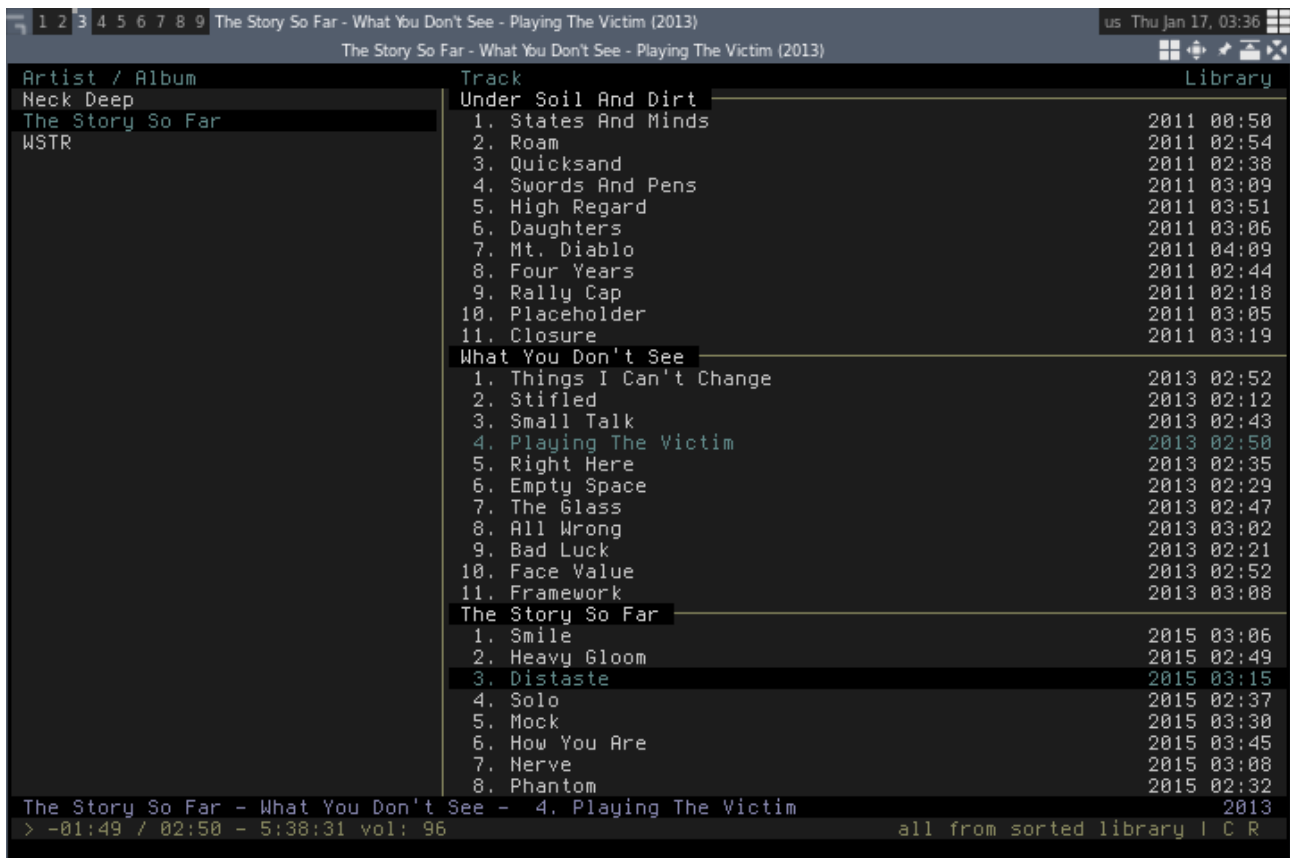 1 2 3 4 5 6 7 8 9 The Story So Far - What You Don't See - Playing The Victim (2013) us Thu Jan 17, 03:36
The Story So Far - What You Don't See - Playing The Victim (2013)
Artist / Album Track Library
Neck Deep Under Soil And Dirt
The Story So Far 1. States And Minds 2011 00:50
WSTR 2. Roam 2011 02:54
3. Quicksand 2011 02:38
4. Swords And Pens 2011 03:09
5. High Regard 2011 03:51
6. Daughters 2011 03:06
7. Mt. Diablo 2011 04:09
8. Four Years 2011 02:44
9. Rally Cap 2011 02:18
10. Placeholder 2011 03:05
11. Closure 2011 03:19
What You Don't See
1. Things I Can't Change 2013 02:52
2. Stifled 2013 02:12
3. Small Talk 2013 02:43
4. Playing The Victim 2013 02:50
5. Right Here 2013 02:35
6. Empty Space 2013 02:29
7. The Glass 2013 02:47
8. All Wrong 2013 03:02
9. Bad Luck 2013 02:21
10. Face Value 2013 02:52
11. Framework 2013 03:08
The Story So Far
1. Smile 2015 03:06
2. Heavy Gloom 2015 02:49
3. Distaste 2015 03:15
4. Solo 2015 02:37
5. Mock 2015 03:30
6. How You Are 2015 03:45
7. Nerve 2015 03:08
8. Phantom 2015 02:32
The Story So Far - What You Don't See - 4. Playing The Victim 2013
> -01:49 / 02:50 - 5:38:31 vol: 96 all from sorted library | C R